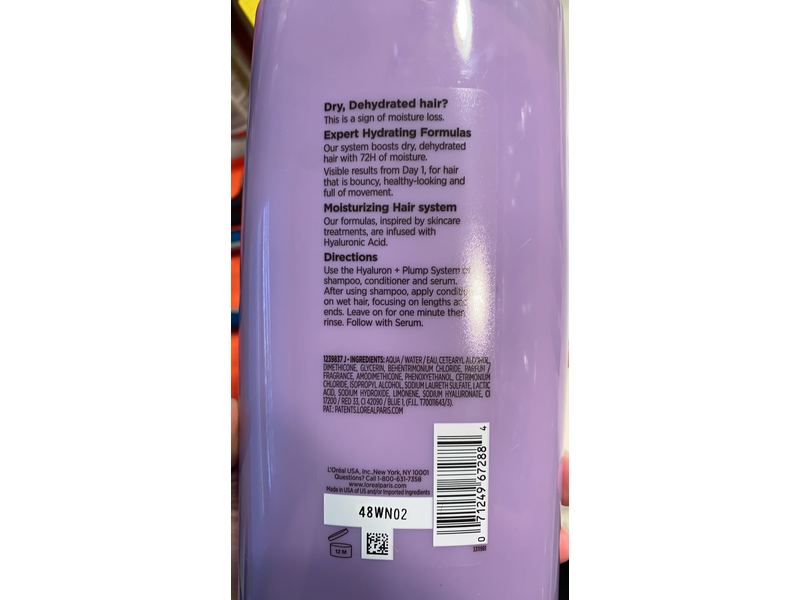 Dry, Dehydrated hair?
This is a sign of moisture loss.
Expert Hydrating Formulas
Our system boosts dry, dehydrated
hair with 72H of moisture.
Visible results from Day 1, for hair
that is bouncy, healthy-looking and
full of movement.
Moisturizing Hair system
Our formulas, inspired by skincare
treatments, are infused with
Hyaluronic Acid.
Directions
Use the Hyaluron + Plump System of
shampoo, conditioner and serum.
After using shampoo, apply
on wet hair, focusing on lengths and
ends. Leave on for one minute then
rinse. Follow with Serum.
1239837 J - INGREDIENTS: AQUA / WATER / EAU, CETEARYL ALCOHOL,
DIMETHICONE, GLYCERIN, BEHENTRIMONIUM CHLORIDE, PARFUM /
FRAGRANCE, AMODIMETHICONE, PHENOXYETHANOL, CETRIMONIUM
CHLORIDE, ISOPROPYL ALCOHOL, SODIUM LAURETH SULFATE, LACTIC
ACID, SODIUM HYDROXIDE, LIMONENE, SODIUM HYALURONATE, CI
17200 / RED 33, CI 42090 / BLUE 1, (F.I.L. T70011643/3).
PAT.: PATENTS.LOREALPARIS.COM
L'Oréal USA, Inc.,New York, NY 10001
Questions? Call 1-800-631-7358
www.lorealparis.com
Made in USA of US and/or Imported Ingredients
48WN02
12 M
0 71249 67288 4